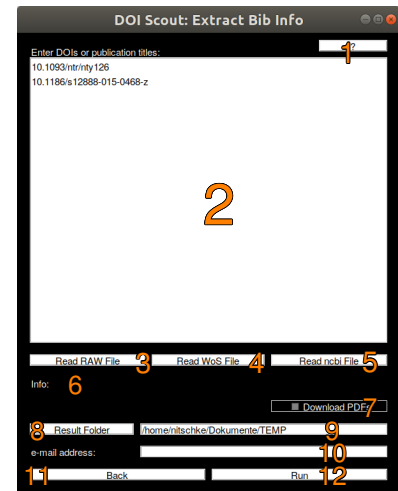 DOI Scout: Extract Bib Info
?
1
Enter DOIs or publication titles:
10.1093/ntr/nty126
10.1186/s12888-015-0468-z
2
Read RAW File 3 Read WoS File 4 Read ncbi File 5
Info: 6
Download PDFs 7
8 Result Folder /home/nitschke/Dokumente/TEMP 9
e-mail address: 10
11 Back Run 12